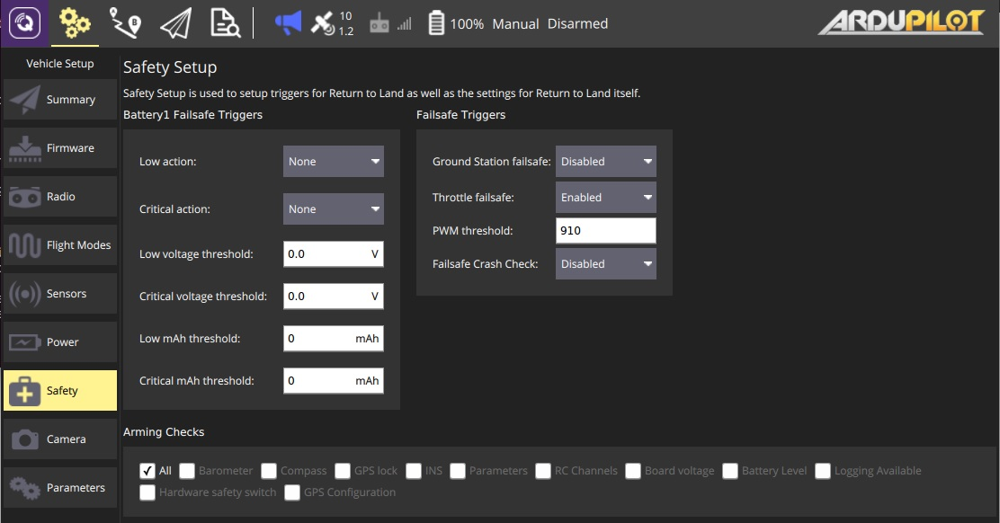 10
1.2
100% Manual Disarmed
ARDUPILOT
Vehicle Setup
Summary
Firmware
Radio
Flight Modes
Sensors
Power
Safety
Camera
Parameters
Safety Setup
Safety Setup is used to setup triggers for Return to Land as well as the settings for Return to Land itself.
Battery1 Failsafe Triggers
Low action: None
Critical action: None
Low voltage threshold: 0.0 V
Critical voltage threshold: 0.0 V
Low mAh threshold: 0 mAh
Critical mAh threshold: 0 mAh
Failsafe Triggers
Ground Station failsafe: Disabled
Throttle failsafe: Enabled
PWM threshold: 910
Failsafe Crash Check: Disabled
Arming Checks
All Barometer Compass GPS lock INS Parameters RC Channels Board voltage Battery Level Logging Available
Hardware safety switch GPS Configuration